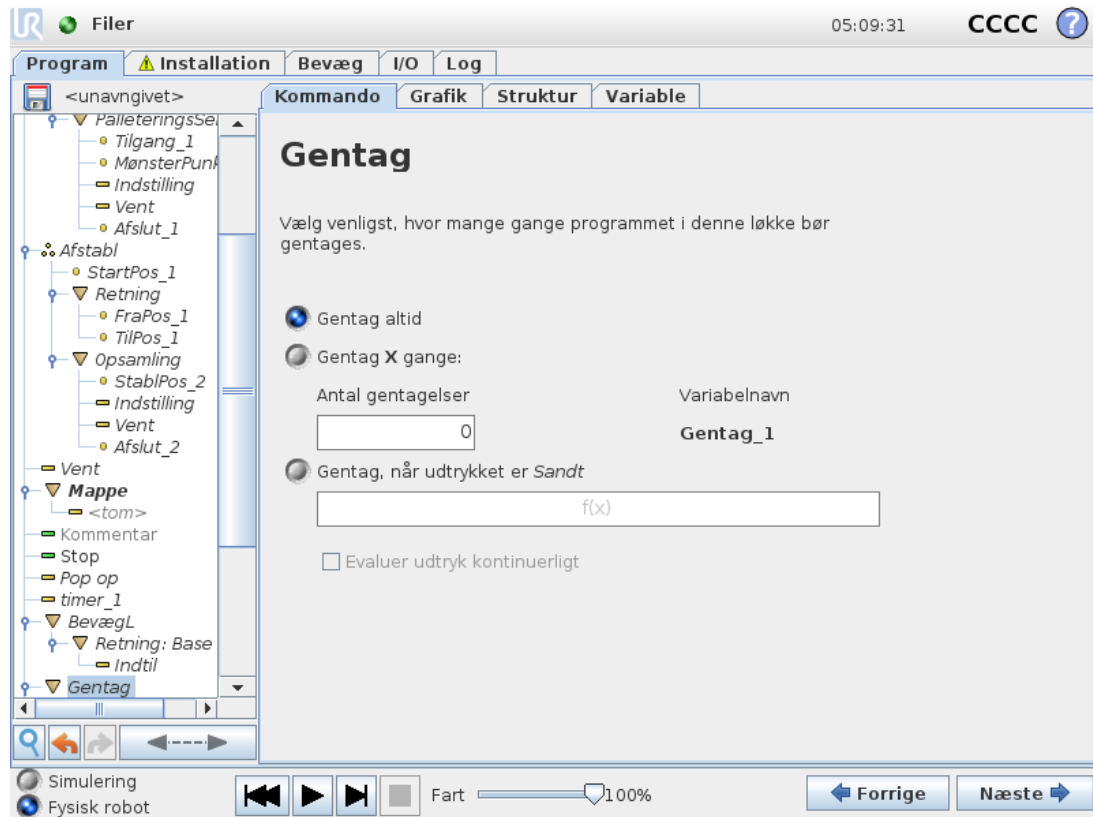 UR Filer 05:09:31 CCCC ?
Program Installation Bevæg I/O Log
<unavngivet>
Kommando Grafik Struktur Variable
PalleteringsSe
Tilgang_1
MønsterPunk
Indstilling
Vent
Afslut_1
Afstabl
StartPos_1
Retning
FraPos_1
TilPos_1
Opsamling
StablPos_2
Indstilling
Vent
Afslut_2
Vent
Mappe
<tom>
Kommentar
Stop
Pop op
timer_1
BevægL
Retning: Base
Indtil
Gentag
Gentag
Vælg venligst, hvor mange gange programmet i denne løkke bør
gentages.
Gentag altid
Gentag X gange:
Antal gentagelser Variabelnavn
0 Gentag_1
Gentag, når udtrykket er Sandt
f(x)
Evaluer udtryk kontinuerligt
Simulering
Fysisk robot
Fart 100%
Forrige Næste